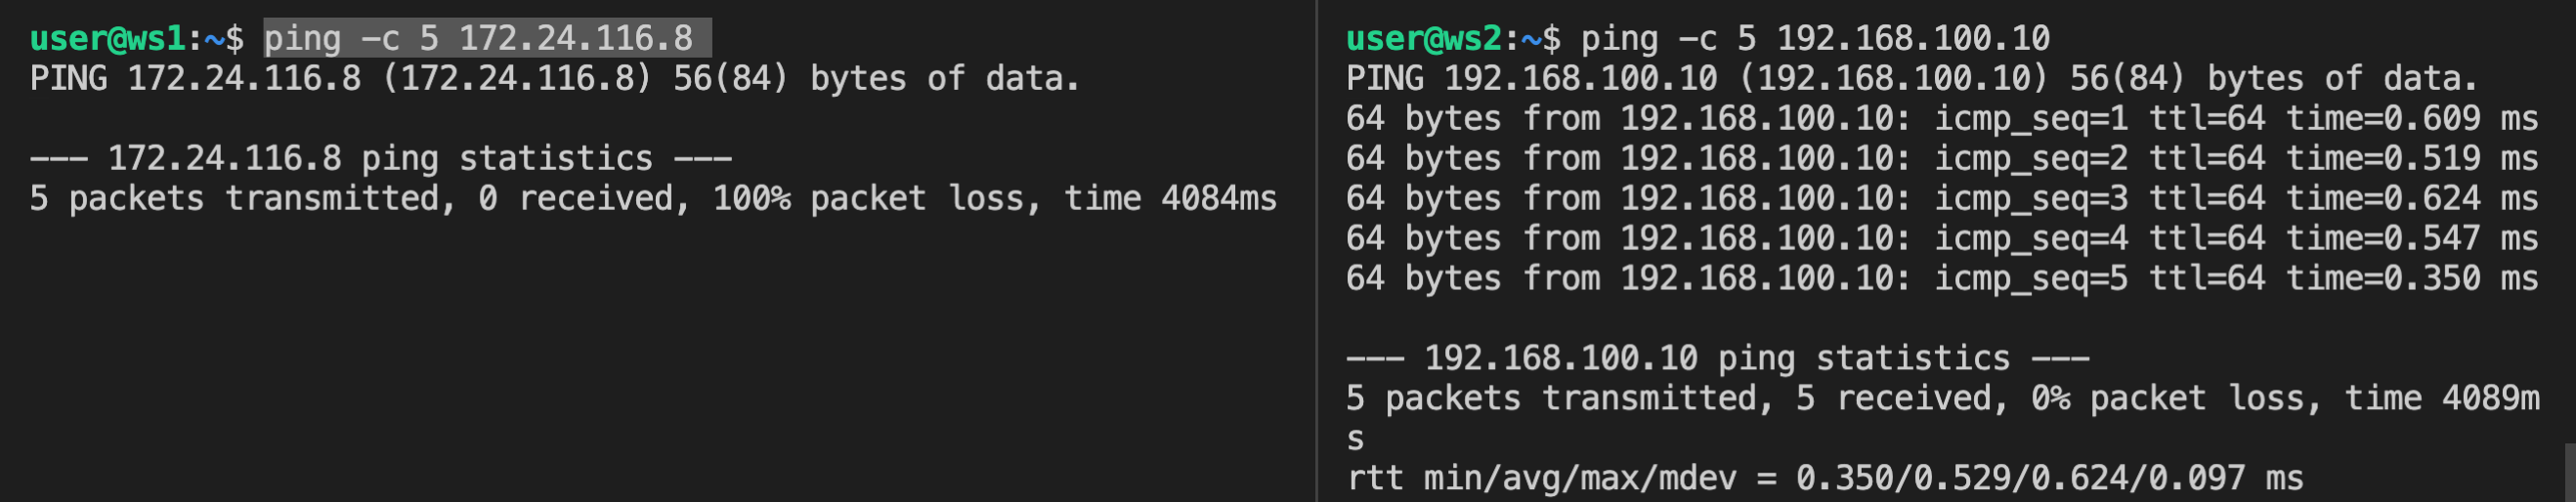 user@ws1:~$ ping -c 5 172.24.116.8
PING 172.24.116.8 (172.24.116.8) 56(84) bytes of data.

--- 172.24.116.8 ping statistics ---
5 packets transmitted, 0 received, 100% packet loss, time 4084ms

user@ws2:~$ ping -c 5 192.168.100.10
PING 192.168.100.10 (192.168.100.10) 56(84) bytes of data.
64 bytes from 192.168.100.10: icmp_seq=1 ttl=64 time=0.609 ms
64 bytes from 192.168.100.10: icmp_seq=2 ttl=64 time=0.519 ms
64 bytes from 192.168.100.10: icmp_seq=3 ttl=64 time=0.624 ms
64 bytes from 192.168.100.10: icmp_seq=4 ttl=64 time=0.547 ms
64 bytes from 192.168.100.10: icmp_seq=5 ttl=64 time=0.350 ms

--- 192.168.100.10 ping statistics ---
5 packets transmitted, 5 received, 0% packet loss, time 4089m
s
rtt min/avg/max/mdev = 0.350/0.529/0.624/0.097 ms